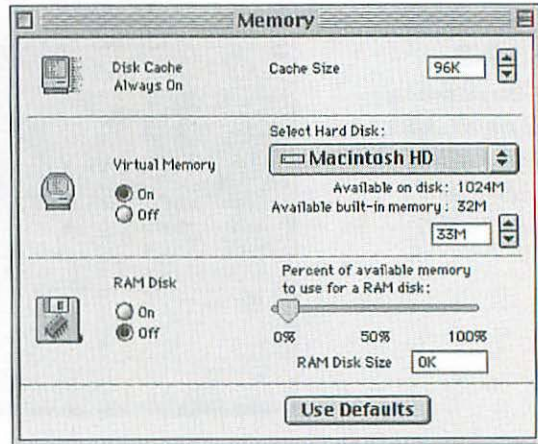 Memory
Disk Cache
Always On
Cache Size
96K
Select Hard Disk:
Macintosh HD
Virtual Memory
On
Off
Available on disk: 1024M
Available built-in memory: 32M
33M
RAM Disk
On
Off
Percent of available memory
to use for a RAM disk:
0% 50% 100%
RAM Disk Size 0K
Use Defaults